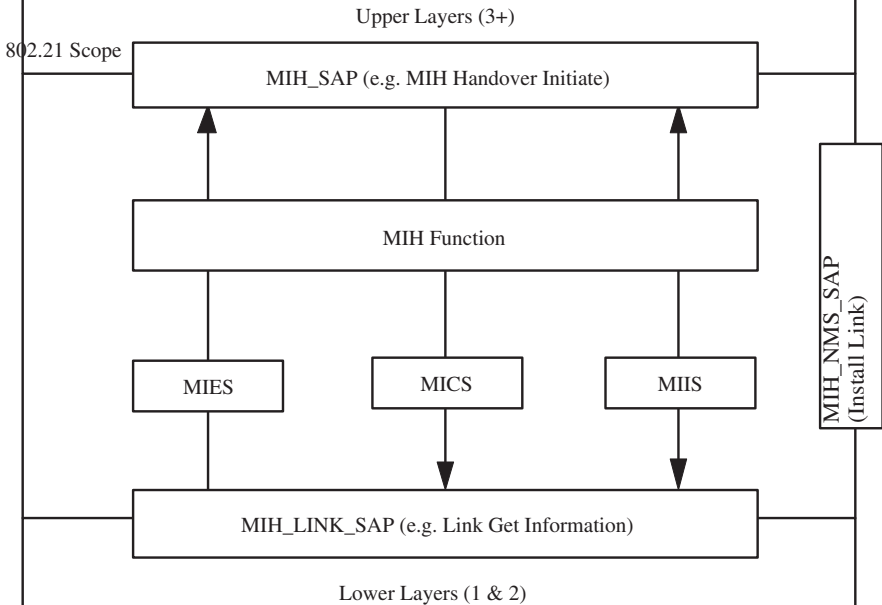 Upper Layers (3+)
802.21 Scope
MIH_SAP (e.g. MIH Handover Initiate)
MIH Function
MIES
MICS
MIIS
MIH_NMS_SAP
(Install Link)
MIH_LINK_SAP (e.g. Link Get Information)
Lower Layers (1 & 2)